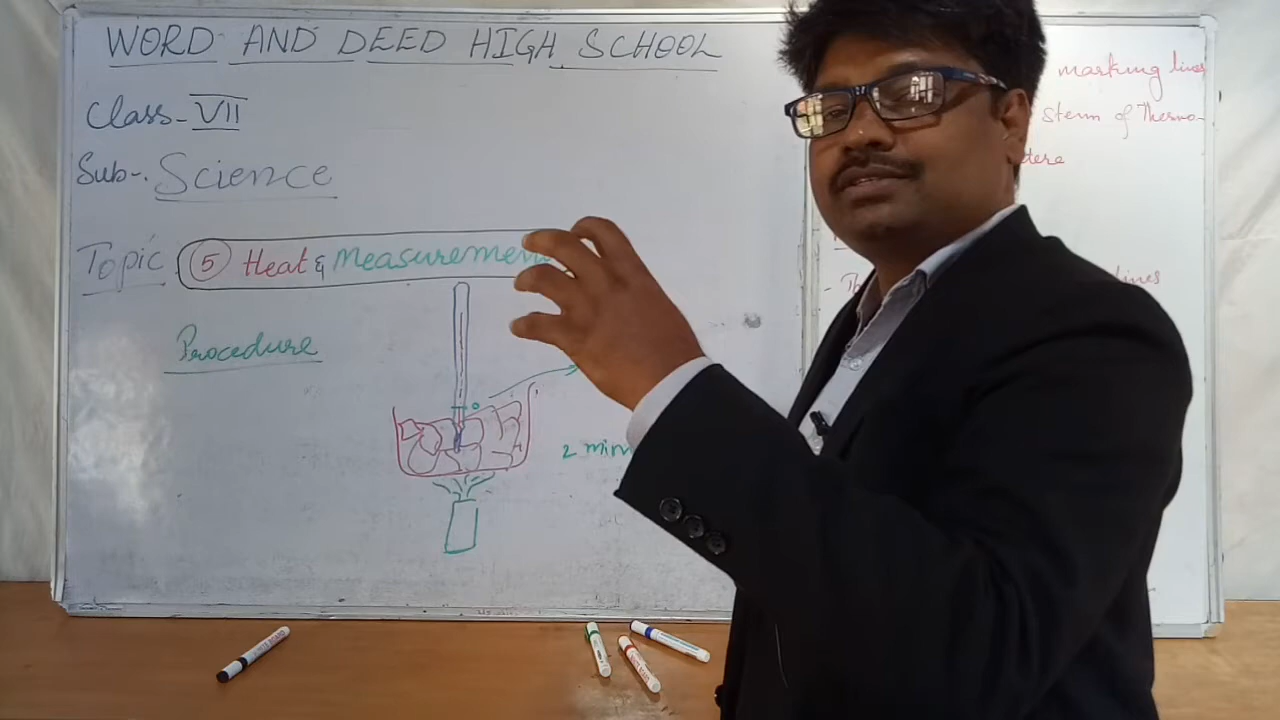 WORD AND DEED HIGH SCHOOL
Class- VII
Sub-. Science
Topic 5 Heat & Measuremen
Procedure
0
2 min
marking lines
stem of Thermo-
lines